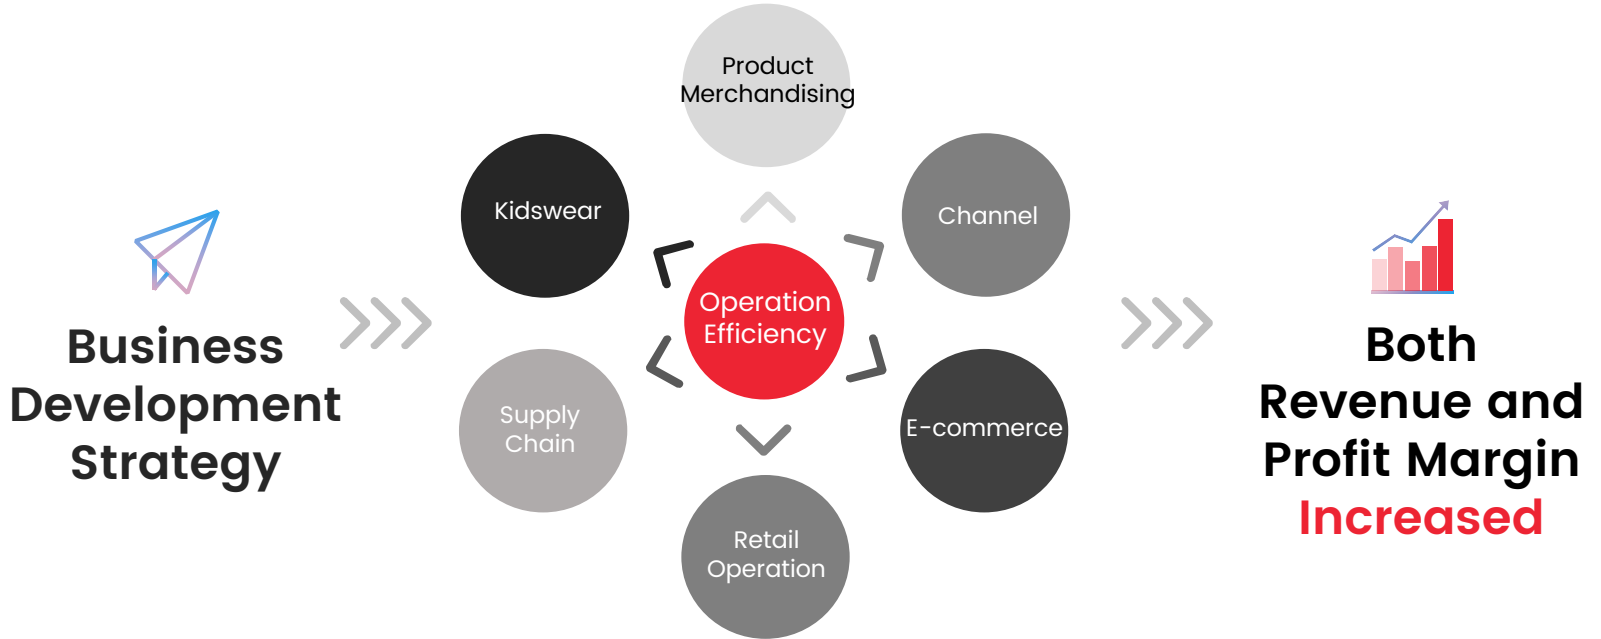 Business
Development
Strategy
Product
Merchandising
Kidswear
Channel
Operation
Efficiency
Supply
Chain
E-commerce
Retail
Operation
Both
Revenue and
Profit Margin
Increased